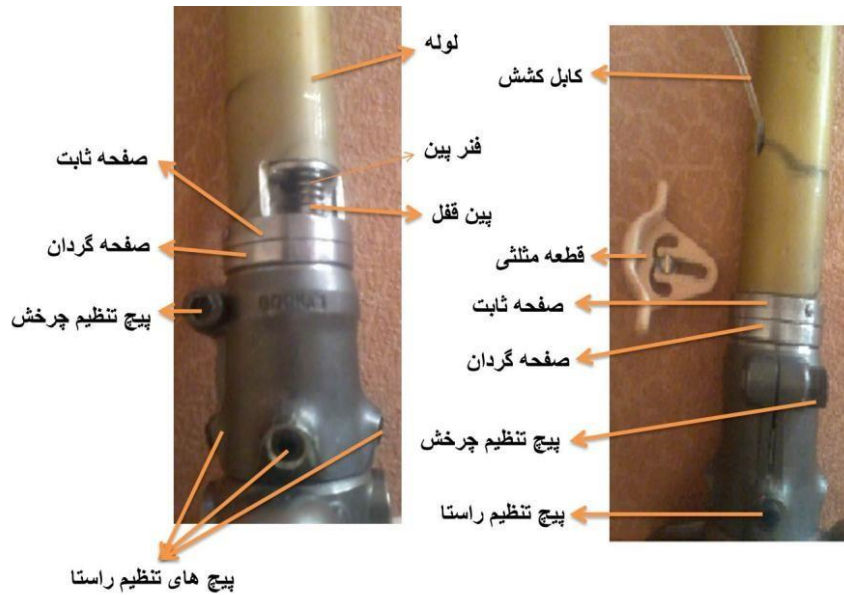 لوله
فنر پین
پین قفل
صفحه ثابت
صفحه گردان
پیچ تنظیم چرخش
پیچ های تنظیم راستا
کابل کشش
قطعه مثلثی
صفحه ثابت
صفحه گردان
پیچ تنظیم چرخش
پیچ تنظیم راستا